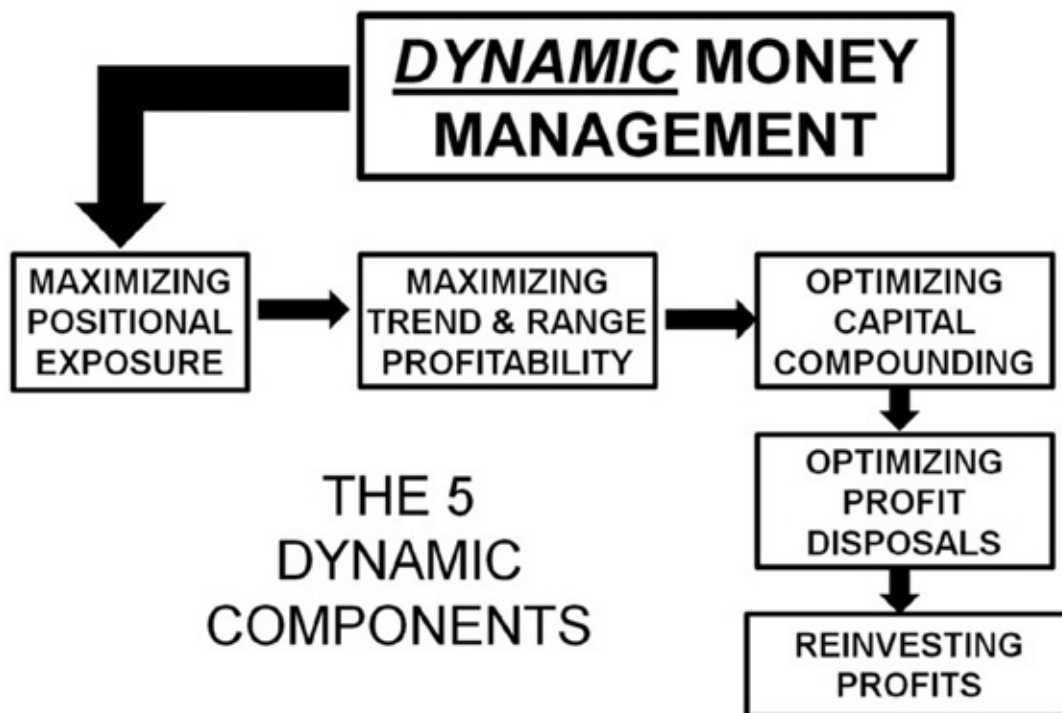 DYNAMIC MONEY
MANAGEMENT
MAXIMIZING
POSITIONAL
EXPOSURE
MAXIMIZING
TREND & RANGE
PROFITABILITY
OPTIMIZING
CAPITAL
COMPOUNDING
OPTIMIZING
PROFIT
DISPOSALS
REINVESTING
PROFITS
THE 5
DYNAMIC
COMPONENTS